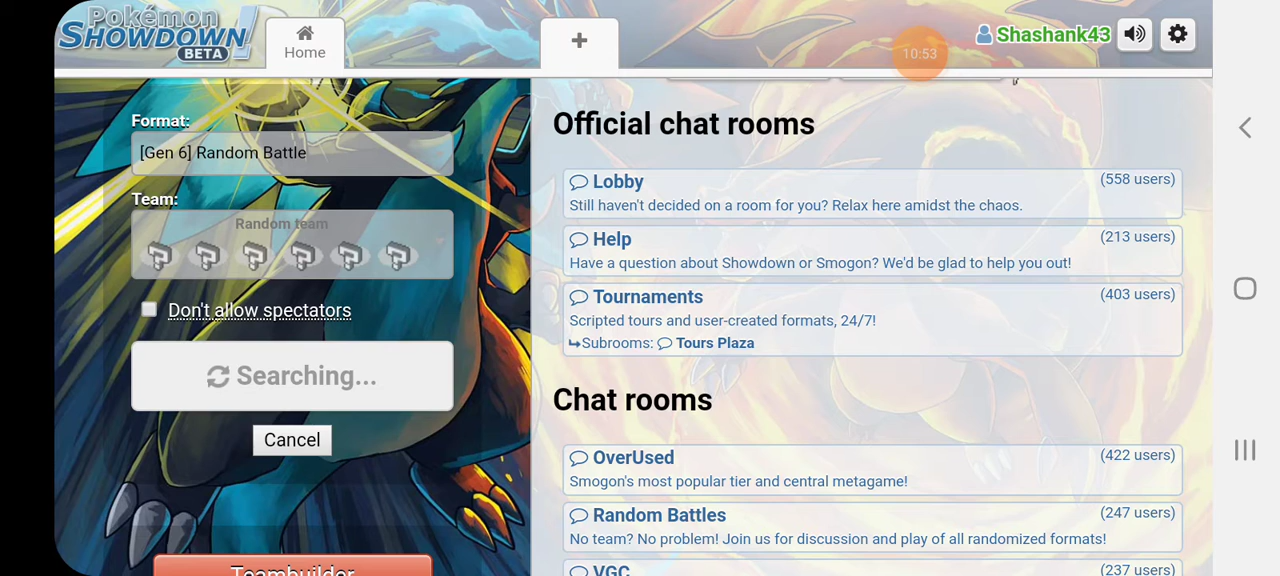 Pokémon
SHOWDOWN!
BETA
Home
+
10:53
Shashank43
Format:
[Gen 6] Random Battle
Team:
Random team
Don't allow spectators
Searching...
Cancel
Teambuilder
Official chat rooms
Lobby (558 users)
Still haven't decided on a room for you? Relax here amidst the chaos.
Help (213 users)
Have a question about Showdown or Smogon? We'd be glad to help you out!
Tournaments (403 users)
Scripted tours and user-created formats, 24/7!
↳Subrooms: Tours Plaza
Chat rooms
OverUsed (422 users)
Smogon's most popular tier and central metagame!
Random Battles (247 users)
No team? No problem! Join us for discussion and play of all randomized formats!
VGC (237 users)